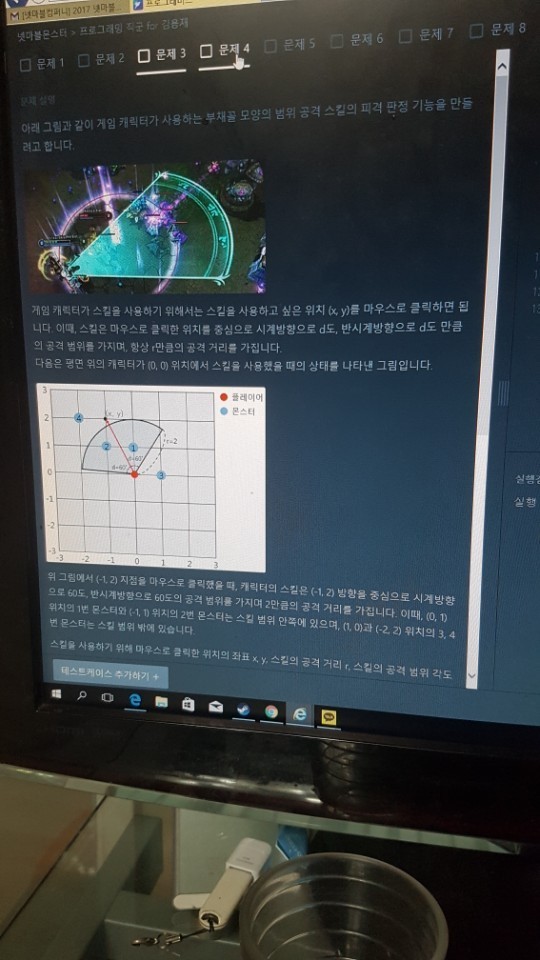 [넷마블컴퍼니] 2017 넷마블...
프로그래머스
넷마블몬스터 > 프로그래밍 직군 for 김용재
문제 1 문제 2 문제 3 문제 4 문제 5 문제 6 문제 7 문제 8
문제 설명
아래 그림과 같이 게임 캐릭터가 사용하는 부채꼴 모양의 범위 공격 스킬의 피격 판정 기능을 만들
려고 합니다.
게임 캐릭터가 스킬을 사용하기 위해서는 스킬을 사용하고 싶은 위치 (x, y)를 마우스로 클릭하면 됩
니다. 이때, 스킬은 마우스로 클릭한 위치를 중심으로 시계방향으로 d도, 반시계방향으로 d도 만큼
의 공격 범위를 가지며, 항상 r만큼의 공격 거리를 가집니다.
다음은 평면 위의 캐릭터가 (0, 0) 위치에서 스킬을 사용했을 때의 상태를 나타낸 그림입니다.
플레이어
몬스터
3
2
1
0
-1
-2
-3
4
(x, y)
2
1
r=2
d=60°
d=60°
3
-3 -2 -1 0 1 2 3
위 그림에서 (-1, 2) 지점을 마우스로 클릭했을 때, 캐릭터의 스킬은 (-1, 2) 방향을 중심으로 시계방향
으로 60도, 반시계방향으로 60도의 공격 범위를 가지며 2만큼의 공격 거리를 가집니다. 이때, (0, 1)
위치의 1번 몬스터와 (-1, 1) 위치의 2번 몬스터는 스킬 범위 안쪽에 있으며, (1, 0)과 (-2, 2) 위치의 3, 4
번 몬스터는 스킬 범위 밖에 있습니다.
스킬을 사용하기 위해 마우스로 클릭한 위치의 좌표 x, y, 스킬의 공격 거리 r, 스킬의 공격 범위 각도
테스트케이스 추가하기 +
실행